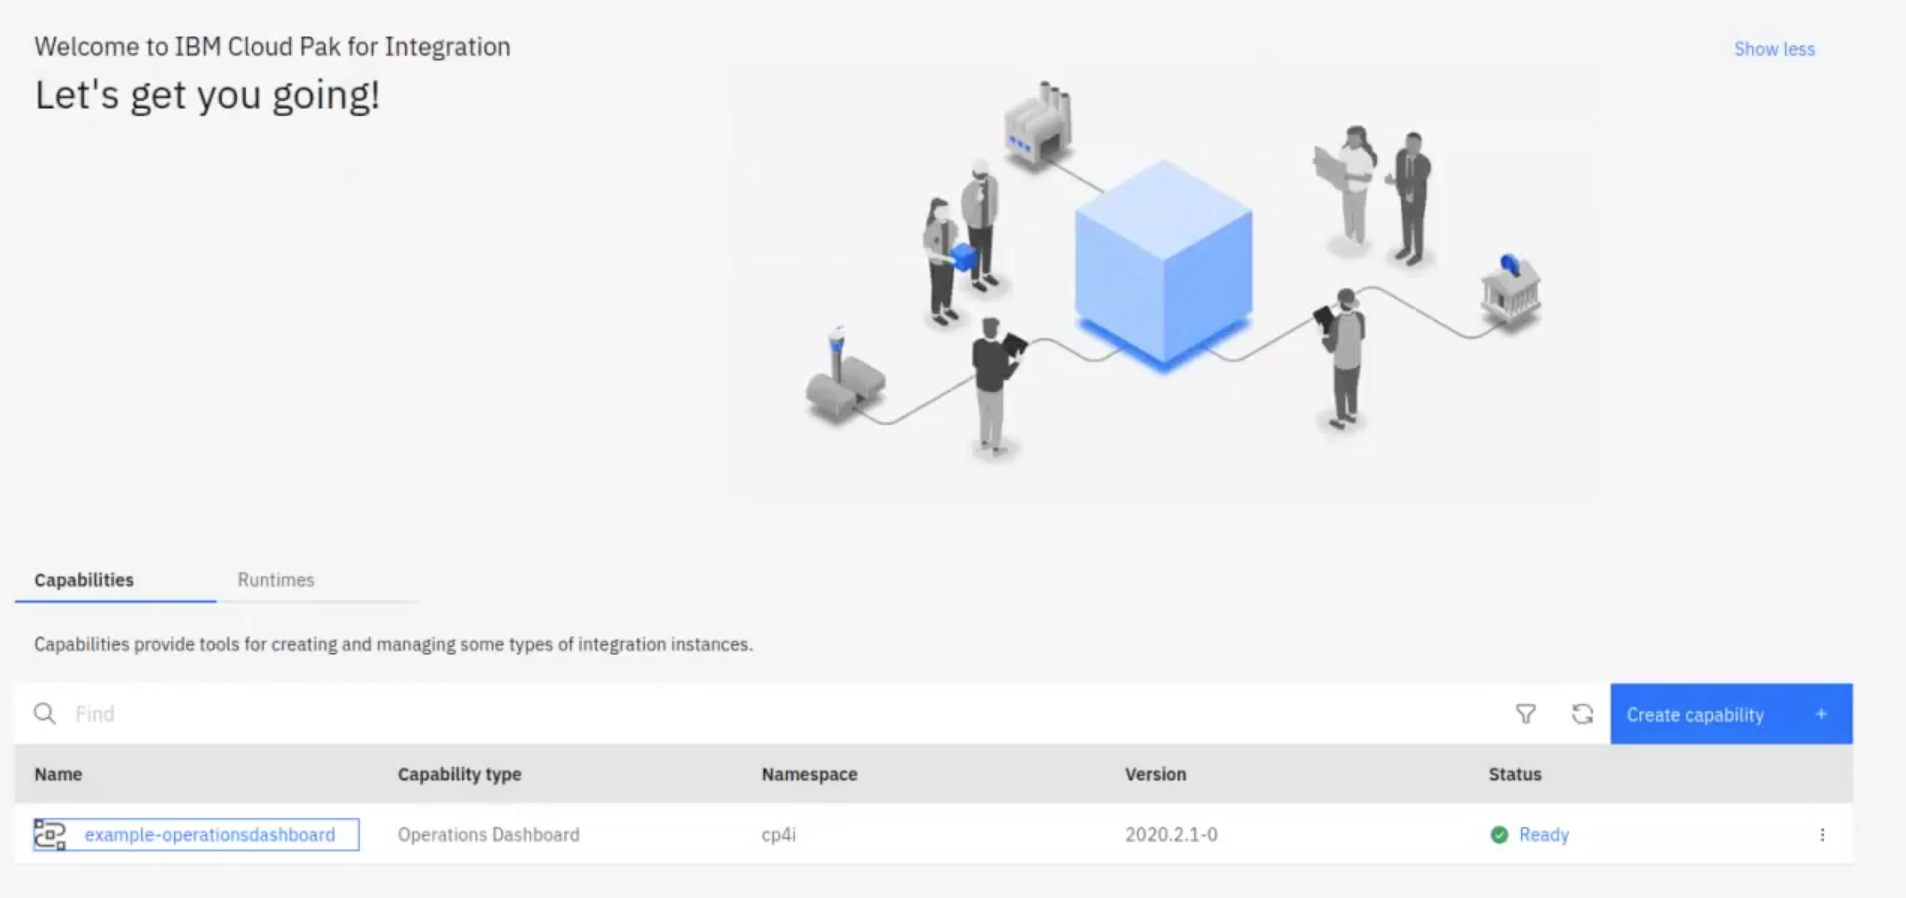 Welcome to IBM Cloud Pak for Integration
Show less
Let's get you going!
Capabilities Runtimes
Capabilities provide tools for creating and managing some types of integration instances.
Find Create capability +
Name Capability type Namespace Version Status
example-operationsdashboard Operations Dashboard cp4i 2020.2.1-0 Ready